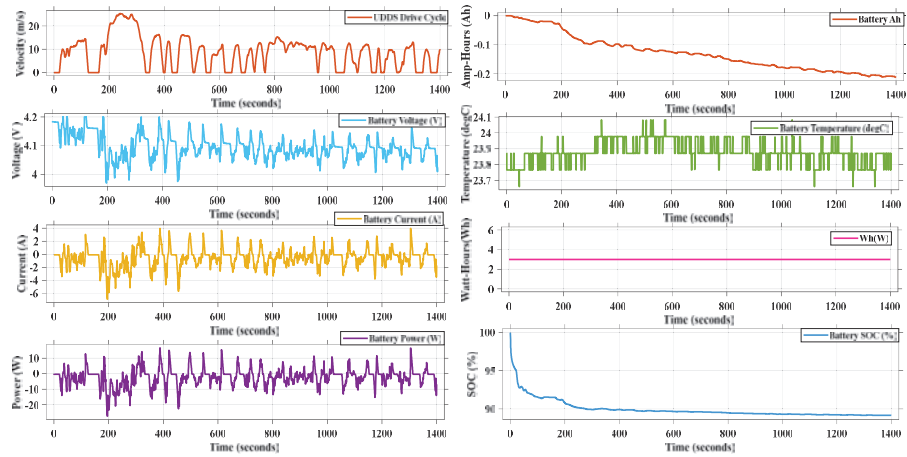 UDDS Drive Cycle
Velocity (m/s)
20
10
0
0 200 400 600 800 1000 1200 1400
Time (seconds)
Battery Voltage (V)
Voltage (V)
4.2
4.1
4
0 200 400 600 800 1000 1200 1400
Time (seconds)
Battery Current (A)
Current (A)
4
2
0
-2
-4
-6
0 200 400 600 800 1000 1200 1400
Time (seconds)
Battery Power (W)
Power (W)
10
0
-10
-20
0 200 400 600 800 1000 1200 1400
Time (seconds)
Battery Ah
Amp-Hours (Ah)
0
-0.1
-0.2
0 200 400 600 800 1000 1200 1400
Time (seconds)
Battery Temperature (degC)
Temperature (degC)
24.1
24
23.9
23.8
23.7
0 200 400 600 800 1000 1200 1400
Time (seconds)
Wh(W)
Watt-Hours(Wh)
6
4
2
0
0 200 400 600 800 1000 1200 1400
Time (seconds)
Battery SOC (%)
SOC (%)
100
95
90
0 200 400 600 800 1000 1200 1400
Time (seconds)